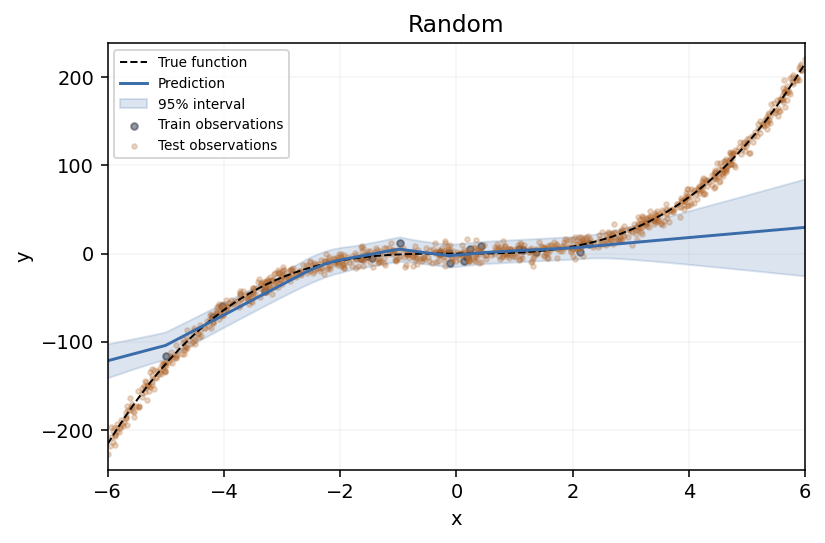 Random
True function
Prediction
95% interval
Train observations
Test observations
200
100
0
−100
−200
y
−6
−4
−2
0
2
4
6
x